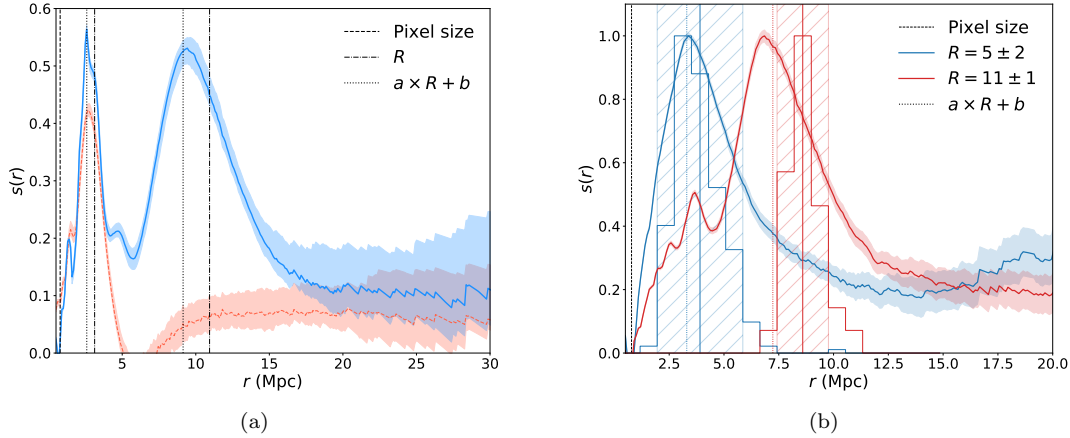 0.6
0.5
0.4
0.3
0.2
0.1
0.0
s(r)
5
10
15
20
25
30
r (Mpc)
Pixel size
R
a × R + b
(a)
1.0
0.8
0.6
0.4
0.2
0.0
s(r)
2.5
5.0
7.5
10.0
12.5
15.0
17.5
20.0
r (Mpc)
Pixel size
R = 5 ± 2
R = 11 ± 1
a × R + b
(b)